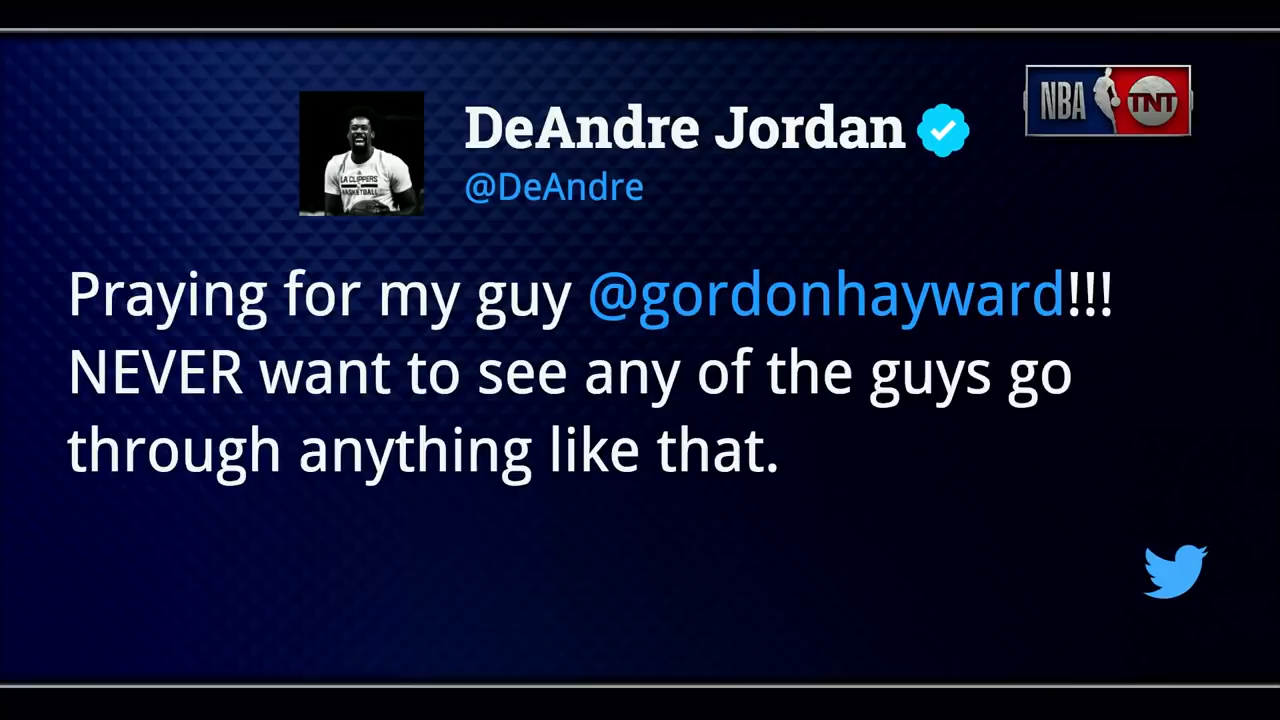 NBA TNT
DeAndre Jordan
@DeAndre
LA CLIPPERS
BASKETBALL
Praying for my guy @gordonhayward!!!
NEVER want to see any of the guys go
through anything like that.